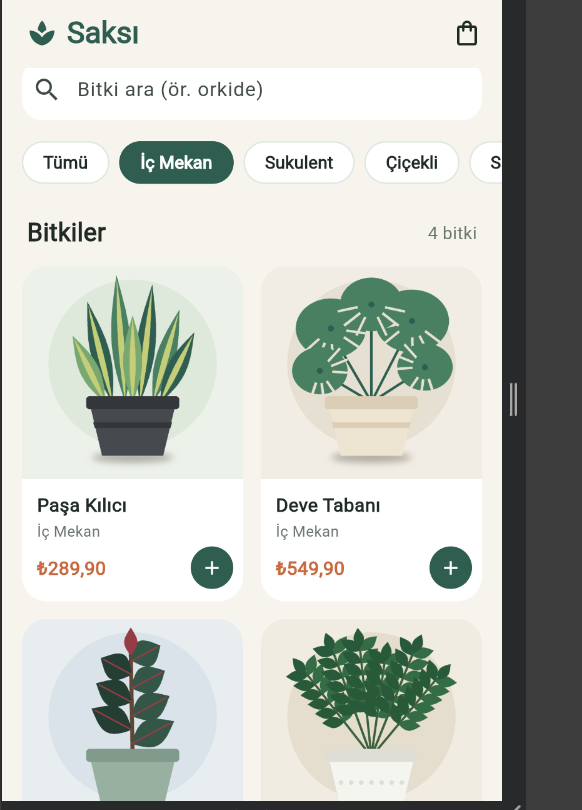 Saksı
Bitki ara (ör. orkide)
Tümü İç Mekan Sukulent Çiçekli S
Bitkiler 4 bitki
Paşa Kılıcı Deve Tabanı
İç Mekan İç Mekan
₺289,90 + ₺549,90 +